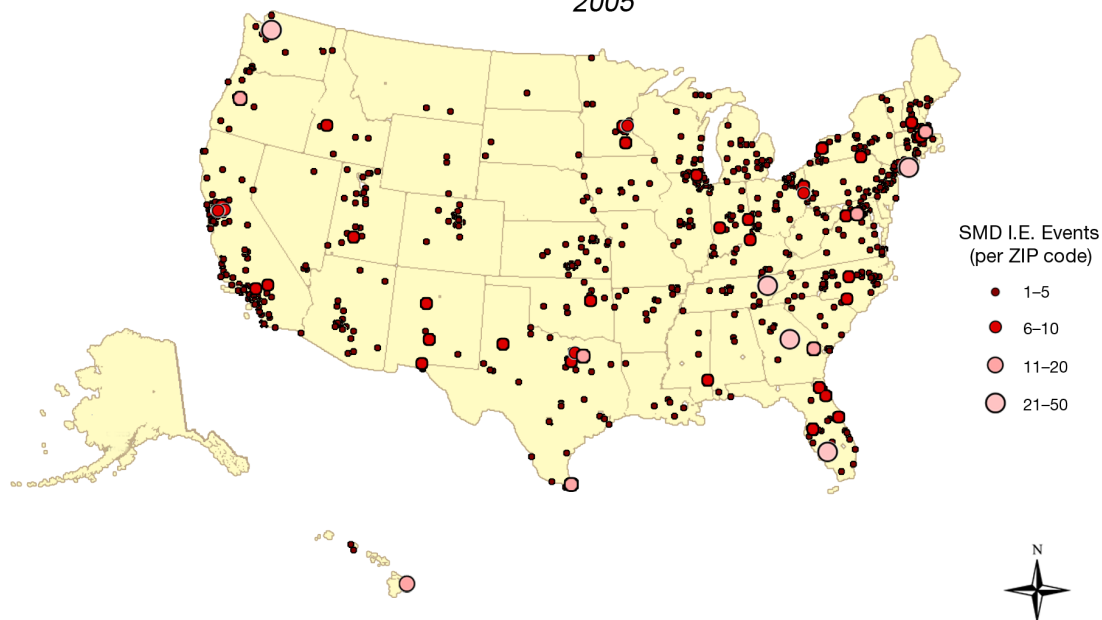 2005
SMD I.E. Events
(per ZIP code)
1–5
6–10
11–20
21–50
N